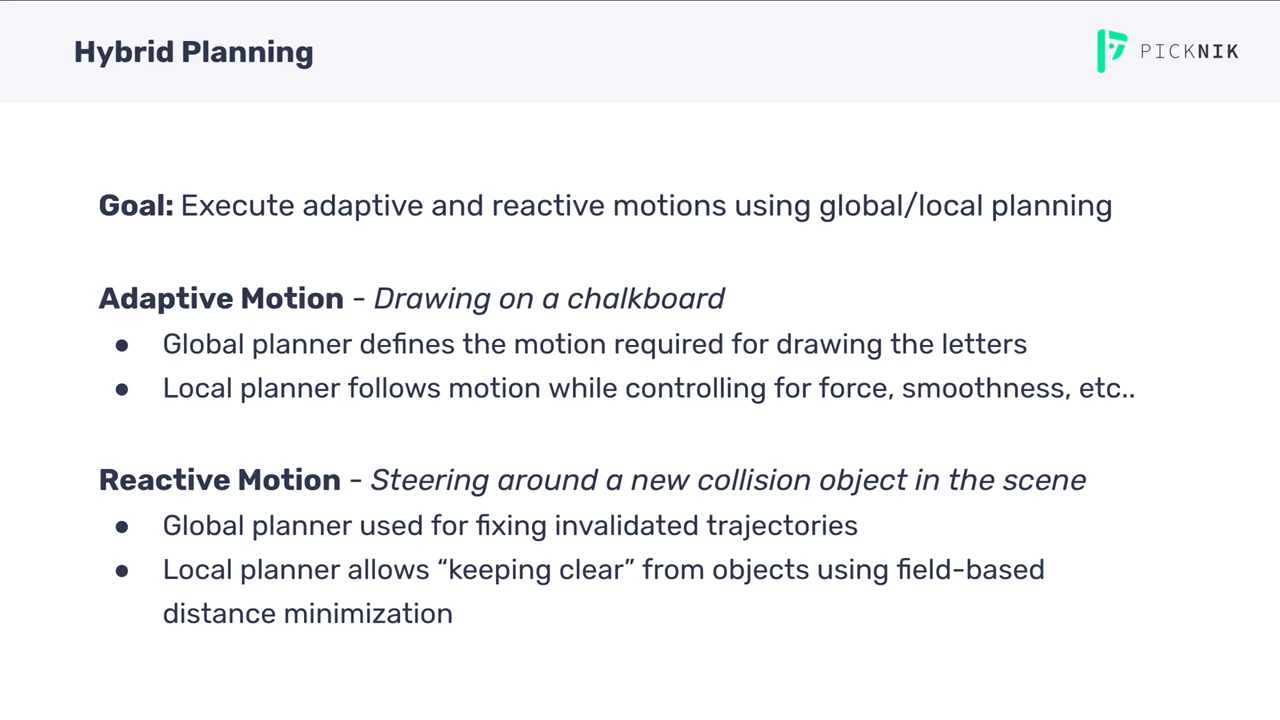 Hybrid Planning
PICKNIK
Goal: Execute adaptive and reactive motions using global/local planning
Adaptive Motion - Drawing on a chalkboard
● Global planner defines the motion required for drawing the letters
● Local planner follows motion while controlling for force, smoothness, etc..
Reactive Motion - Steering around a new collision object in the scene
● Global planner used for fixing invalidated trajectories
● Local planner allows “keeping clear” from objects using field-based
distance minimization